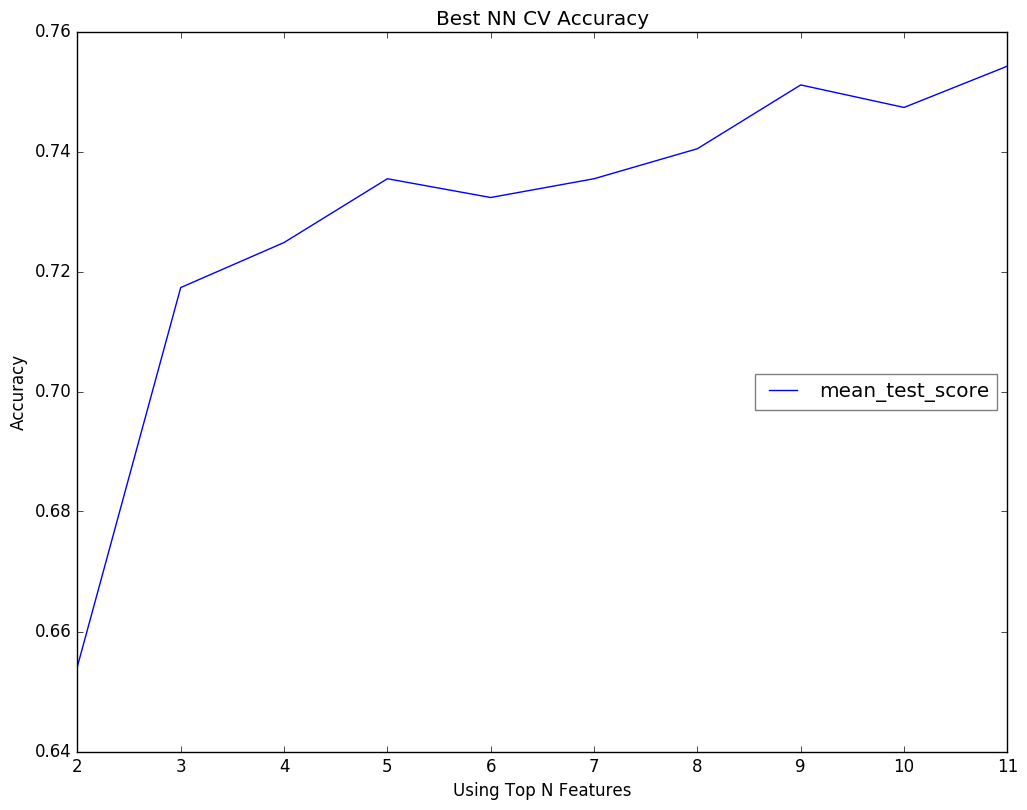 Best NN CV Accuracy
0.76
0.74
0.72
0.70
0.68
0.66
0.64
Accuracy
mean_test_score
2 3 4 5 6 7 8 9 10 11
Using Top N Features